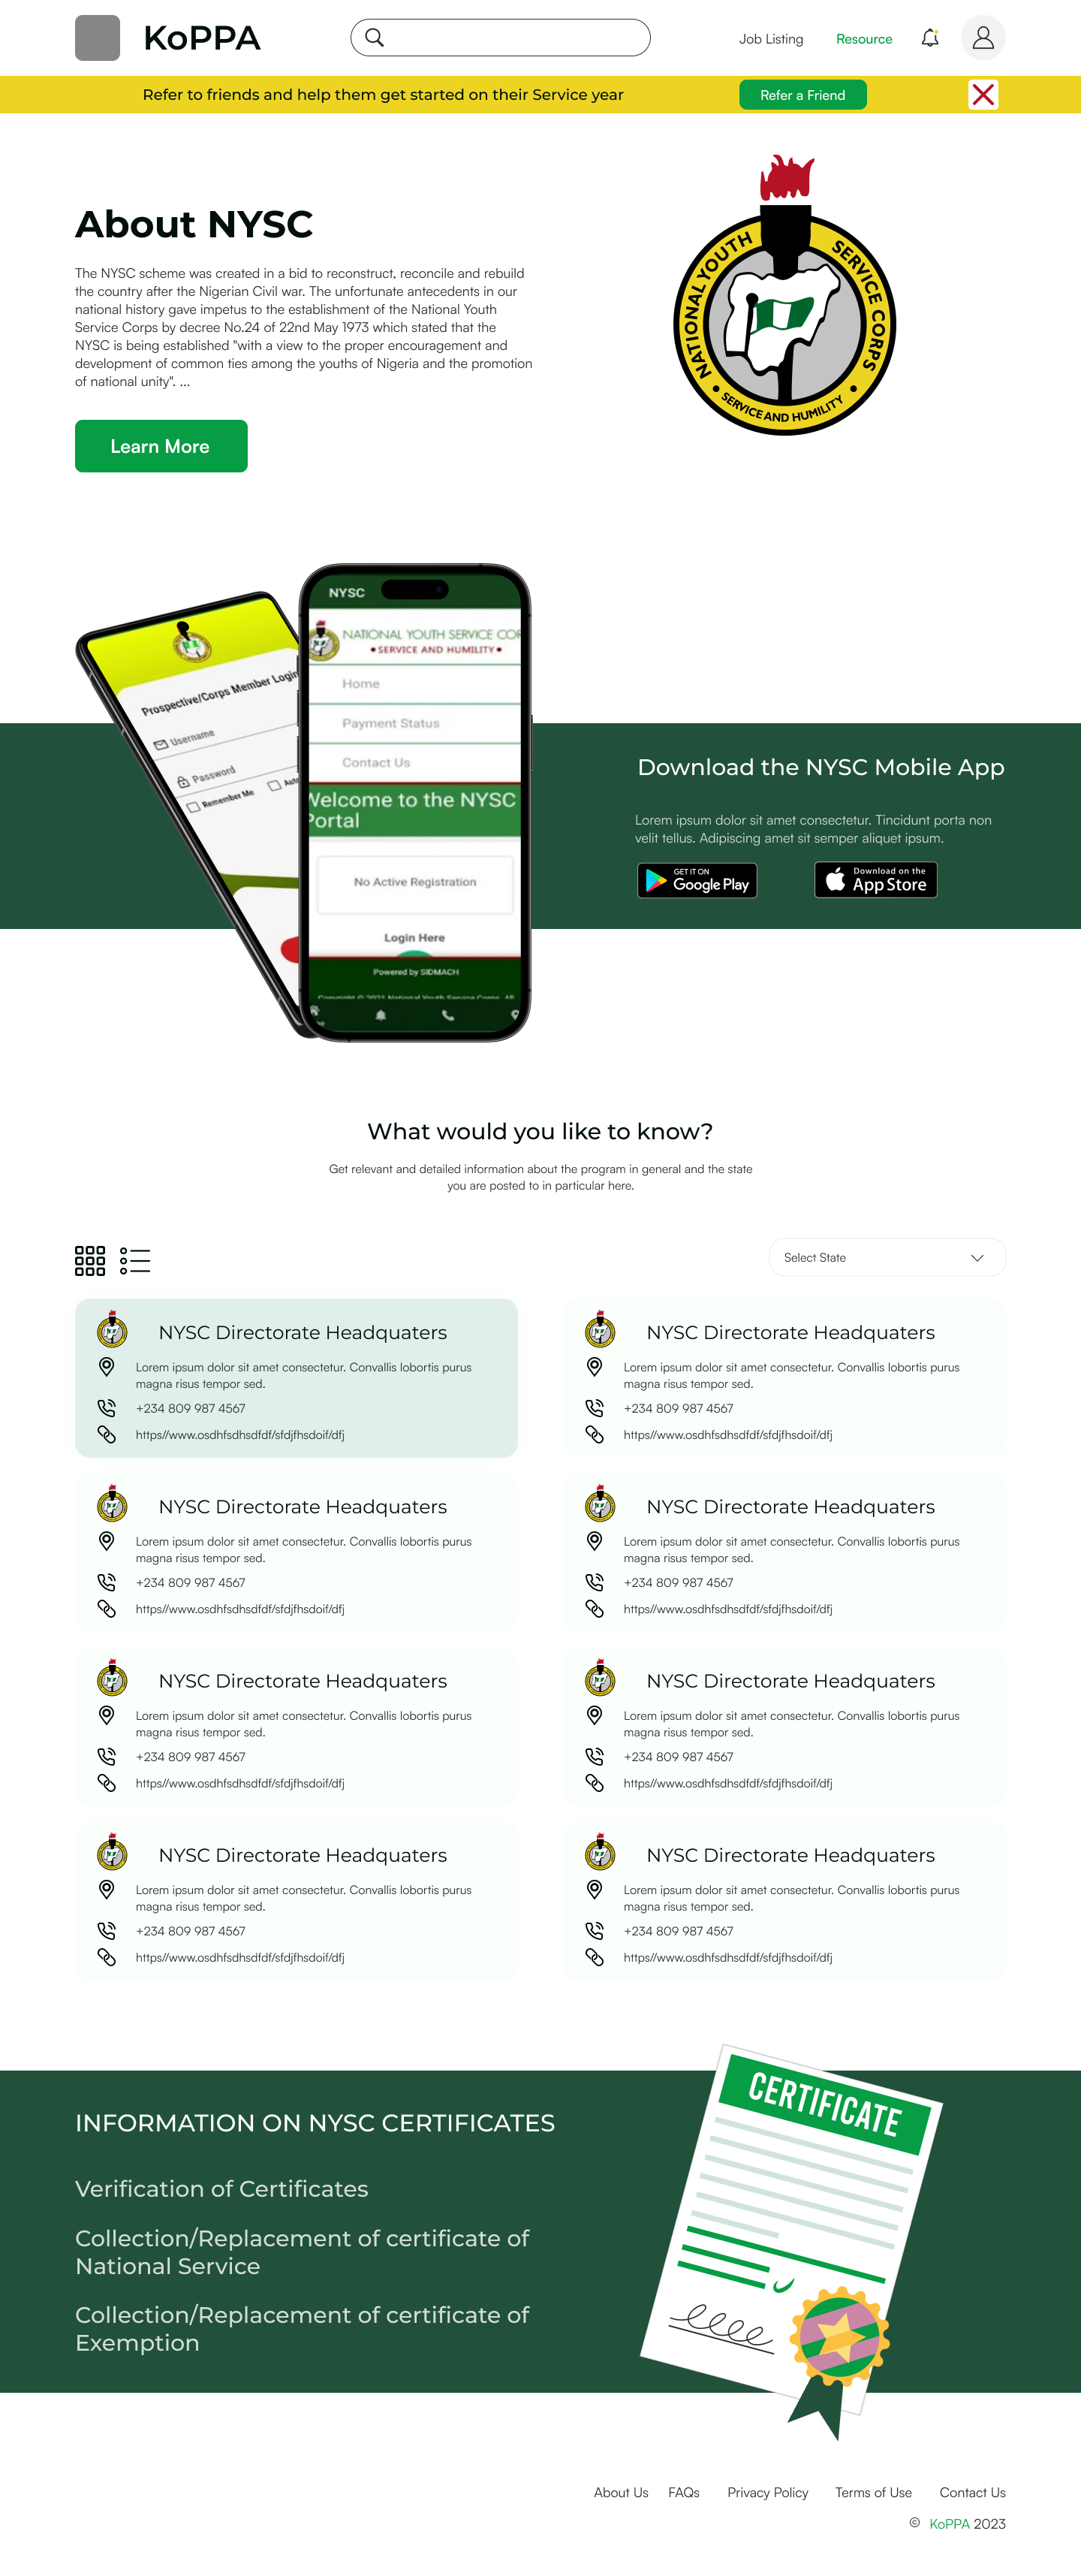 KoPPA
Job Listing
Resource
Refer to friends and help them get started on their Service year
Refer a Friend
About NYSC
The NYSC scheme was created in a bid to reconstruct, reconcile and rebuild
the country after the Nigerian Civil war. The unfortunate antecedents in our
national history gave impetus to the establishment of the National Youth
Service Corps by decree No.24 of 22nd May 1973 which stated that the
NYSC is being established "with a view to the proper encouragement and
development of common ties among the youths of Nigeria and the promotion
of national unity". ...
Learn More
NATIONAL YOUTH SERVICE CORPS
SERVICE AND HUMILITY
Prospective/Corps Member Login
Username
Password
Remember Me
Auto
NYSC
NATIONAL YOUTH SERVICE COR
• SERVICE AND HUMILITY •
Home
Payment Status
Contact Us
Welcome to the NYSC
Portal
No Active Registration
Login Here
Powered by SIDMACH
Copyright © 2021 National Youth Service Corps. All
Download the NYSC Mobile App
Lorem ipsum dolor sit amet consectetur. Tincidunt porta non
velit tellus. Adipiscing amet sit semper aliquet ipsum.
GET IT ON
Google Play
Download on the
App Store
What would you like to know?
Get relevant and detailed information about the program in general and the state
you are posted to in particular here.
Select State
NYSC Directorate Headquaters
Lorem ipsum dolor sit amet consectetur. Convallis lobortis purus
magna risus tempor sed.
+234 809 987 4567
https//www.osdhfsdhsdfdf/sfdjfhsdoif/dfj
NYSC Directorate Headquaters
Lorem ipsum dolor sit amet consectetur. Convallis lobortis purus
magna risus tempor sed.
+234 809 987 4567
https//www.osdhfsdhsdfdf/sfdjfhsdoif/dfj
NYSC Directorate Headquaters
Lorem ipsum dolor sit amet consectetur. Convallis lobortis purus
magna risus tempor sed.
+234 809 987 4567
https//www.osdhfsdhsdfdf/sfdjfhsdoif/dfj
NYSC Directorate Headquaters
Lorem ipsum dolor sit amet consectetur. Convallis lobortis purus
magna risus tempor sed.
+234 809 987 4567
https//www.osdhfsdhsdfdf/sfdjfhsdoif/dfj
NYSC Directorate Headquaters
Lorem ipsum dolor sit amet consectetur. Convallis lobortis purus
magna risus tempor sed.
+234 809 987 4567
https//www.osdhfsdhsdfdf/sfdjfhsdoif/dfj
NYSC Directorate Headquaters
Lorem ipsum dolor sit amet consectetur. Convallis lobortis purus
magna risus tempor sed.
+234 809 987 4567
https//www.osdhfsdhsdfdf/sfdjfhsdoif/dfj
NYSC Directorate Headquaters
Lorem ipsum dolor sit amet consectetur. Convallis lobortis purus
magna risus tempor sed.
+234 809 987 4567
https//www.osdhfsdhsdfdf/sfdjfhsdoif/dfj
NYSC Directorate Headquaters
Lorem ipsum dolor sit amet consectetur. Convallis lobortis purus
magna risus tempor sed.
+234 809 987 4567
https//www.osdhfsdhsdfdf/sfdjfhsdoif/dfj
INFORMATION ON NYSC CERTIFICATES
Verification of Certificates
Collection/Replacement of certificate of
National Service
Collection/Replacement of certificate of
Exemption
CERTIFICATE
About Us
FAQs
Privacy Policy
Terms of Use
Contact Us
© KoPPA 2023